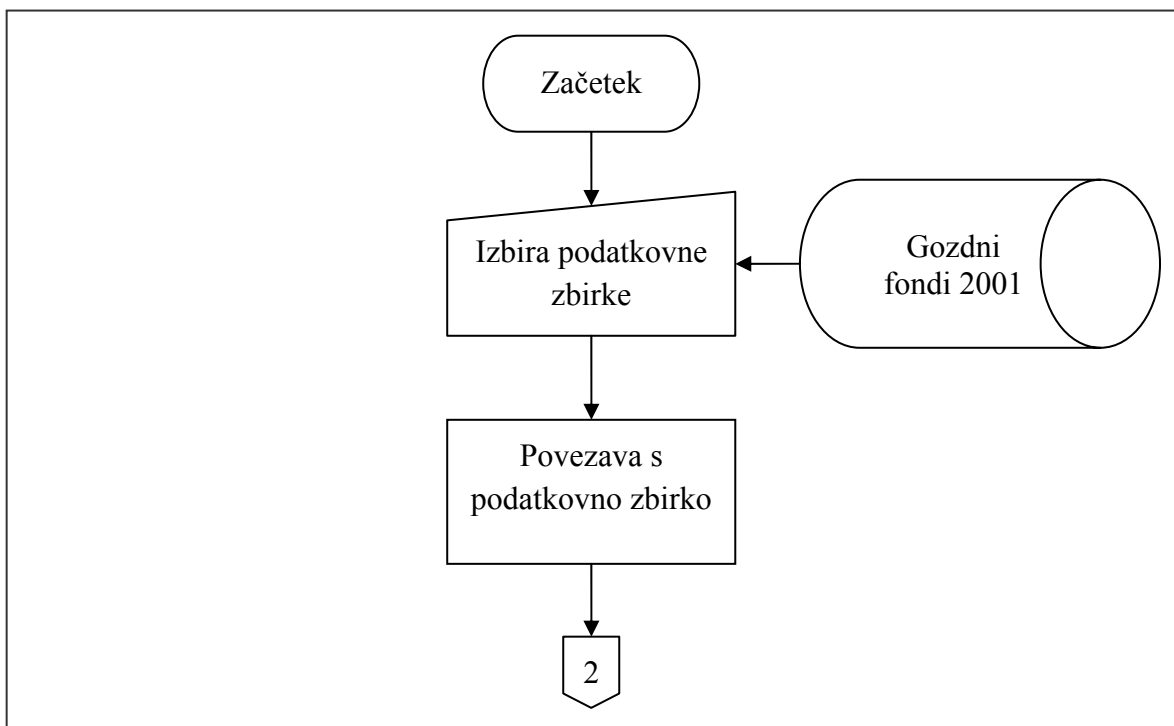 Začetek
Izbira podatkovne
zbirke
Gozdni
fondi 2001
Povezava s
podatkovno zbirko
2